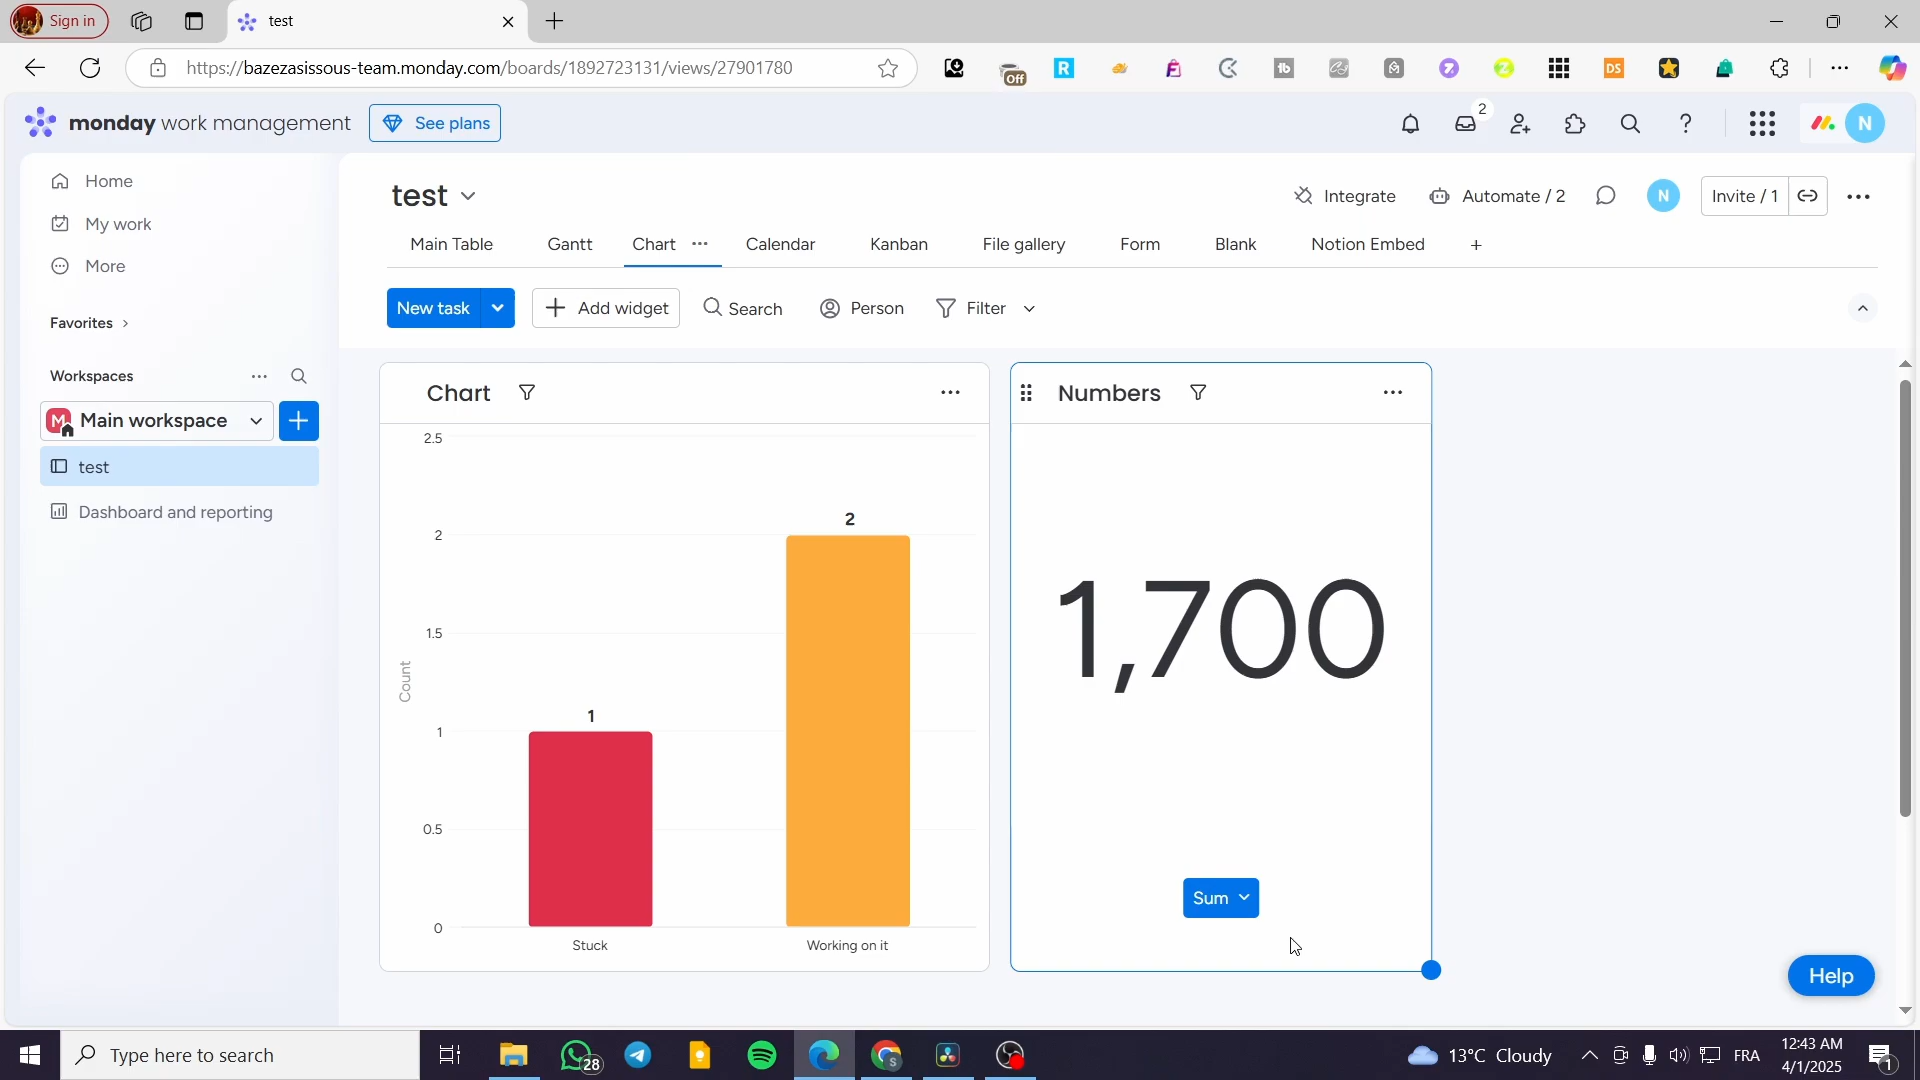 Sign in
test
https://bazezasissous-team.monday.com/boards/1892723131/views/27901780
Off
R
tb
DS
monday work management
See plans
2
N
Home
My work
More
Favorites
Workspaces
M
Main workspace
test
Dashboard and reporting
test
Integrate
Automate / 2
N
Invite / 1
Main Table
Gantt
Chart
Calendar
Kanban
File gallery
Form
Blank
Notion Embed
New task
Add widget
Search
Person
Filter
Chart
2.5
2
1.5
1
0.5
0
Count
1
2
Stuck
Working on it
Numbers
1,700
Sum
Help
Type here to search
28
S
13°C Cloudy
FRA
12:43 AM
4/1/2025
1